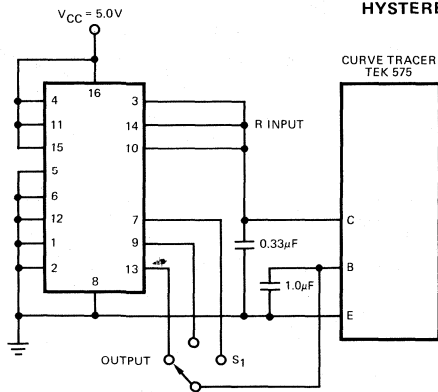 HYSTERE
VCC = 5.0V
CURVE TRACER
TEK 575
16
4
3
11
14
R INPUT
15
10
5
6
12
7
C
1
9
0.33μF
2
13
B
1.0μF
8
E
OUTPUT
S1